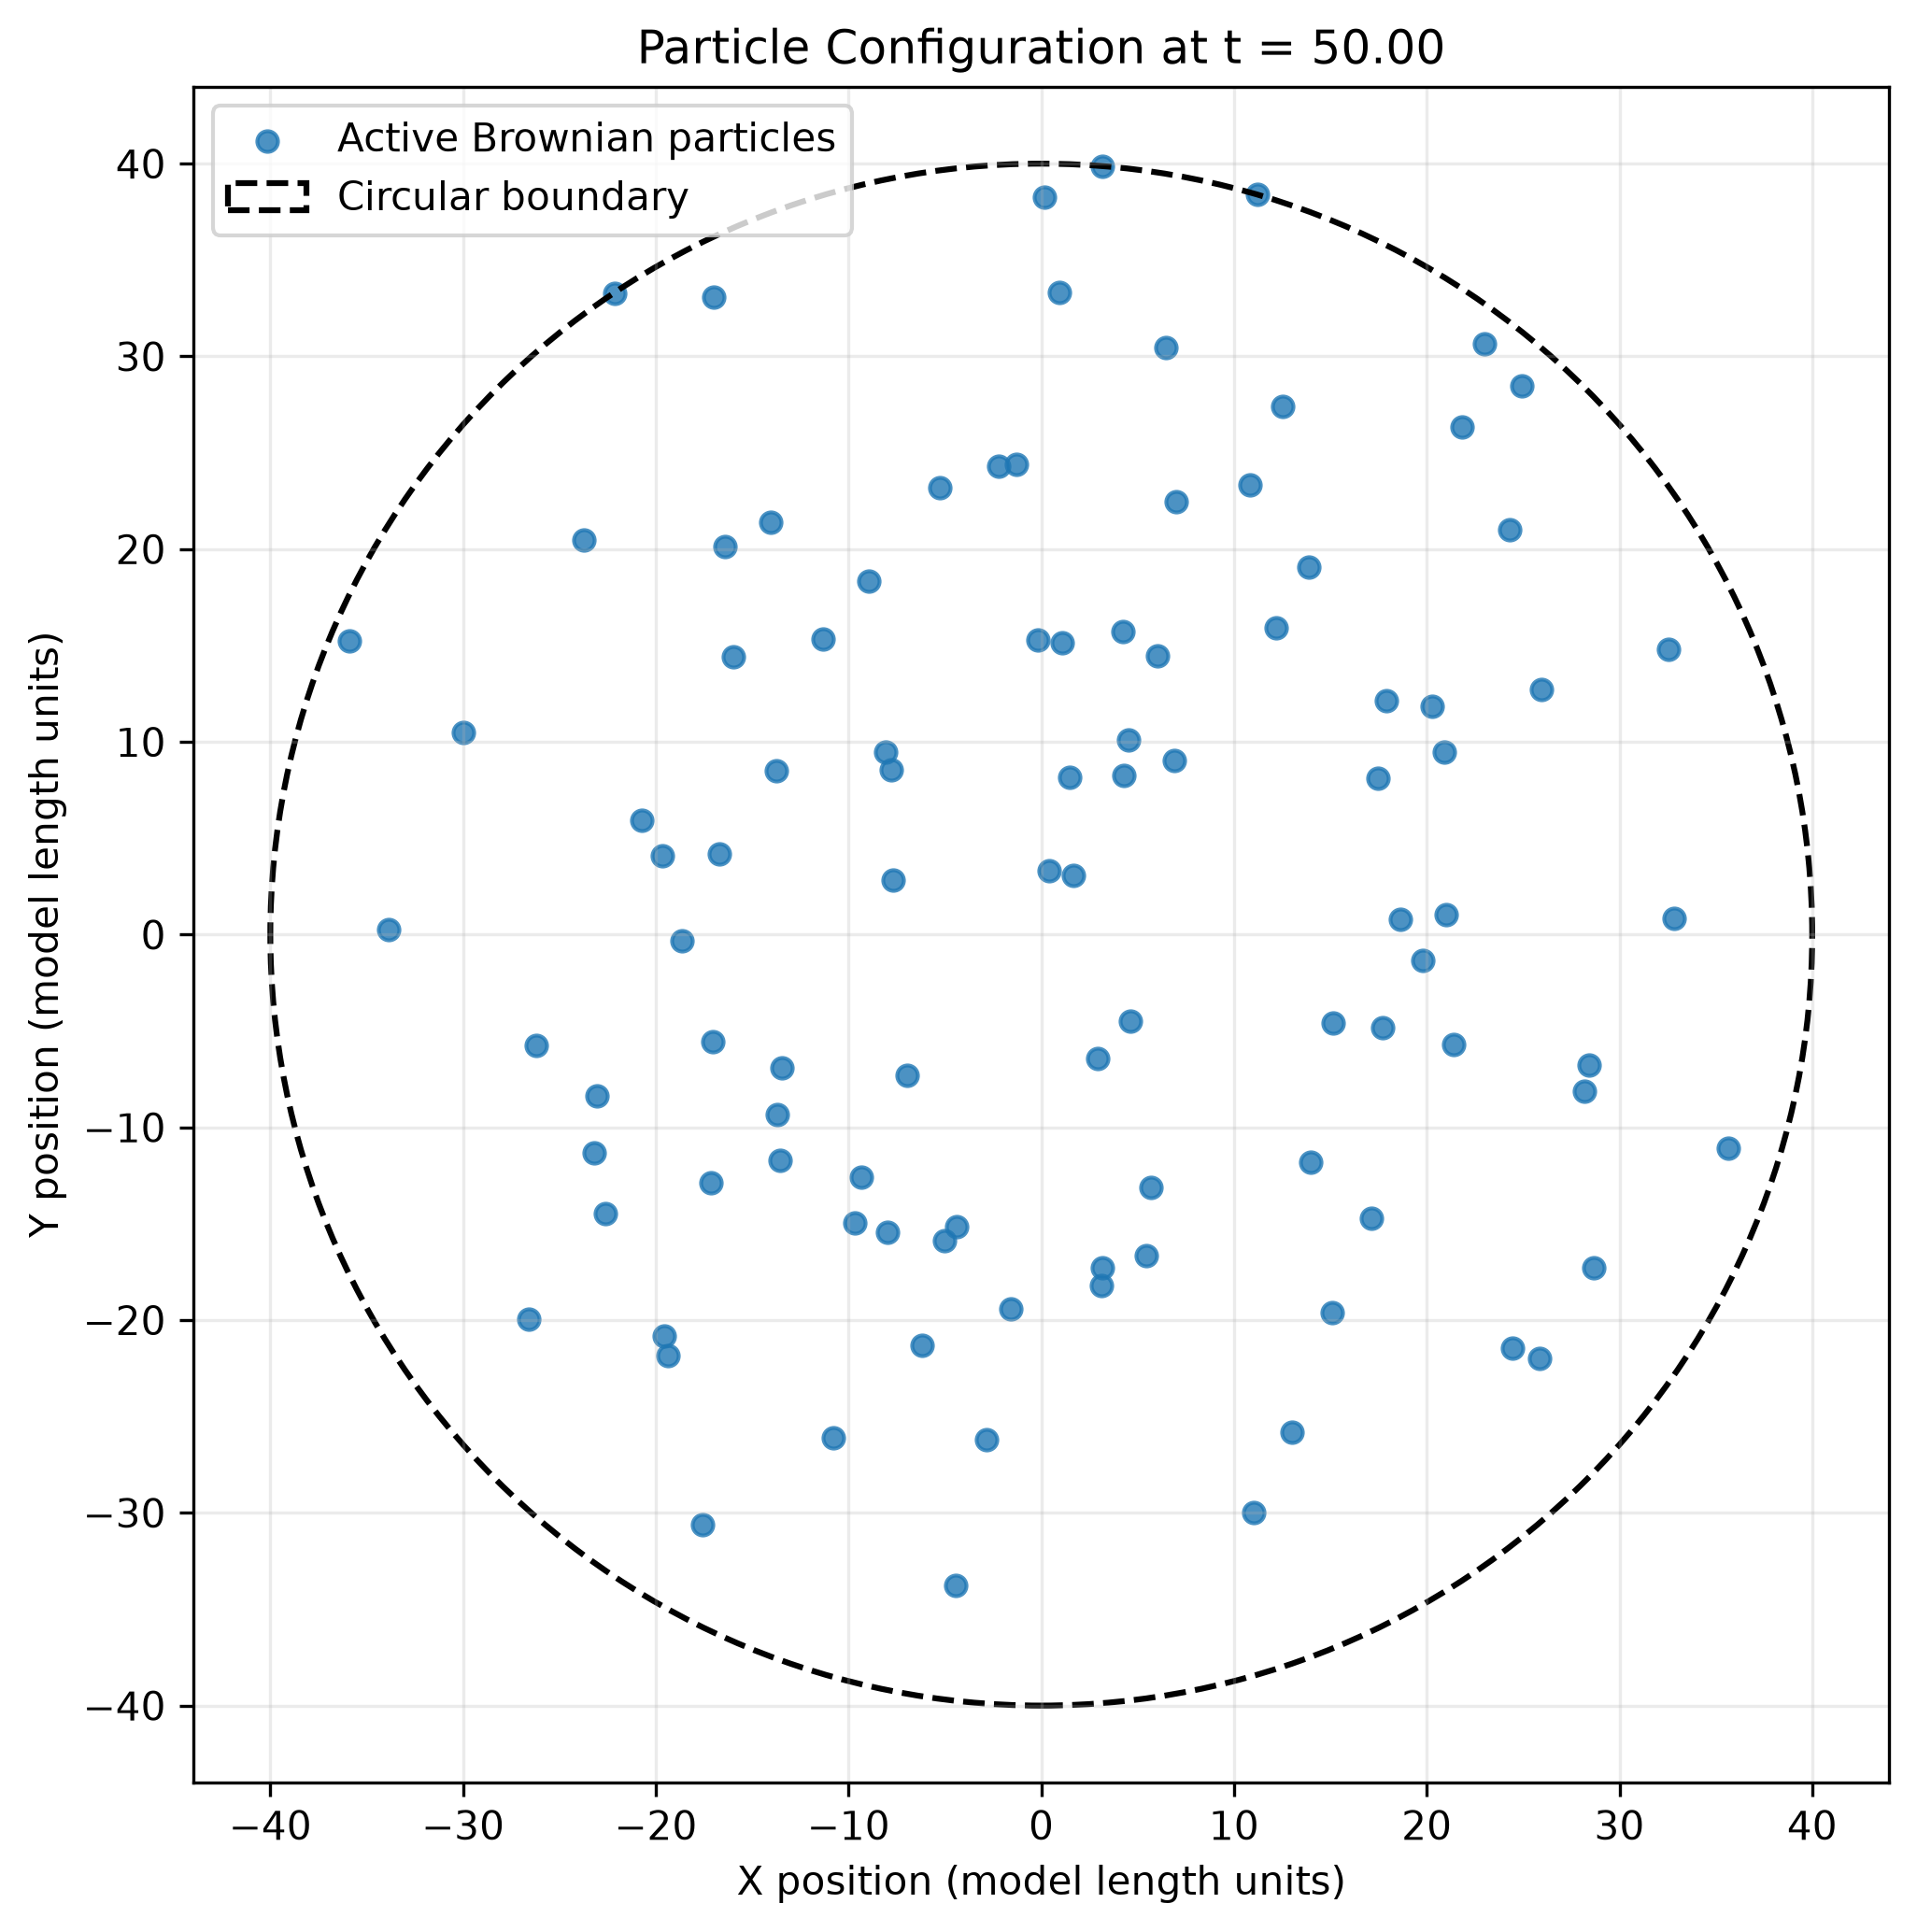 Particle Configuration at t = 50.00
Active Brownian particles
Circular boundary
40
30
20
10
0
−10
−20
−30
−40
Y position (model length units)
−40 −30 −20 −10 0 10 20 30 40
X position (model length units)